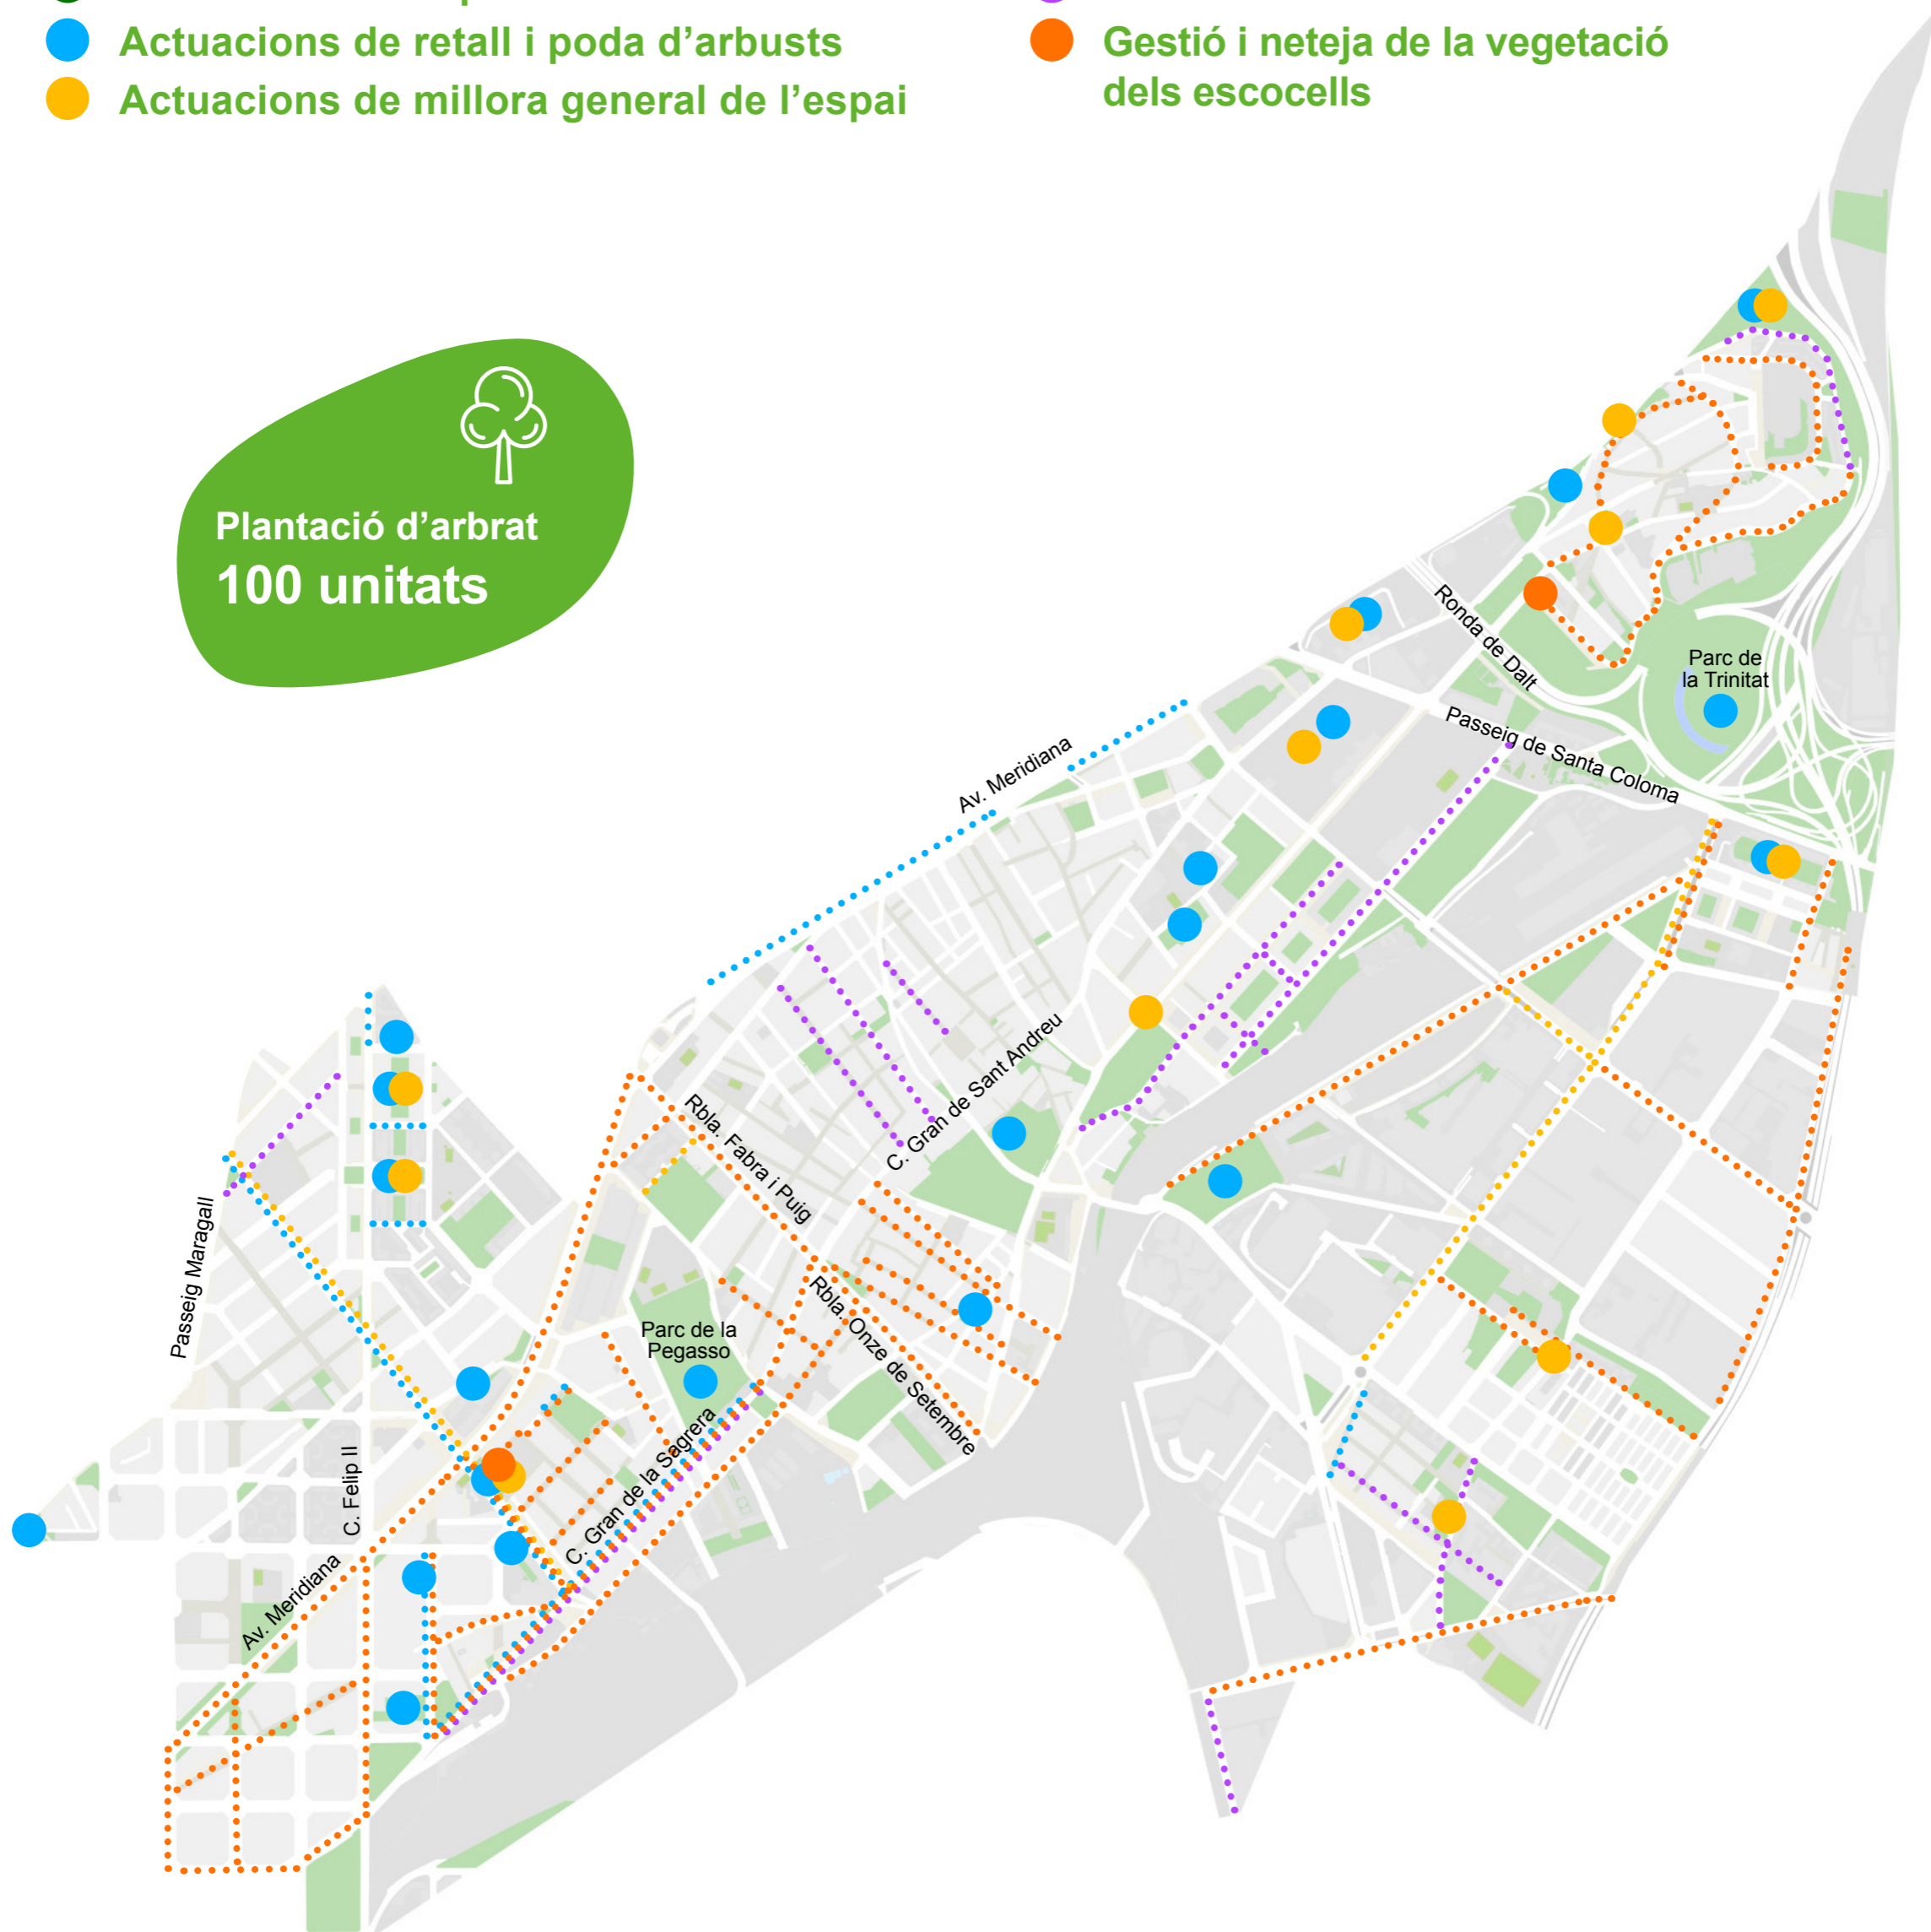 Actuacions de retall i poda d’arbusts
Actuacions de millora general de l’espai
Gestió i neteja de la vegetació
dels escocells
Plantació d’arbrat
100 unitats
Ronda de Dalt
Parc de
la Trinitat
Passeig de Santa Coloma
Av. Meridiana
C. Gran de Sant Andreu
Rbla. Fabra i Puig
Passeig Maragall
Rbla. Onze de Setembre
Parc de la
Pegasso
C. Gran de la Sagrera
C. Felip II
Av. Meridiana